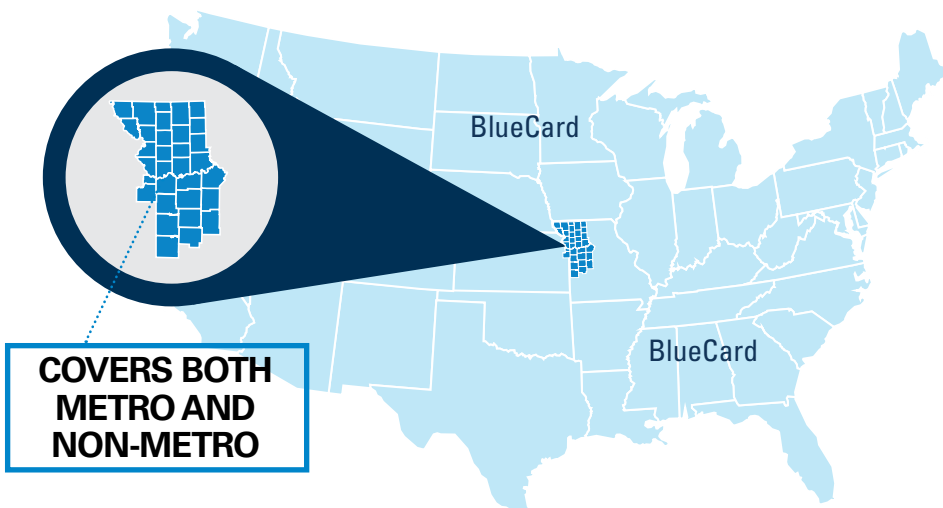 BlueCard
BlueCard
COVERS BOTH
METRO AND
NON-METRO